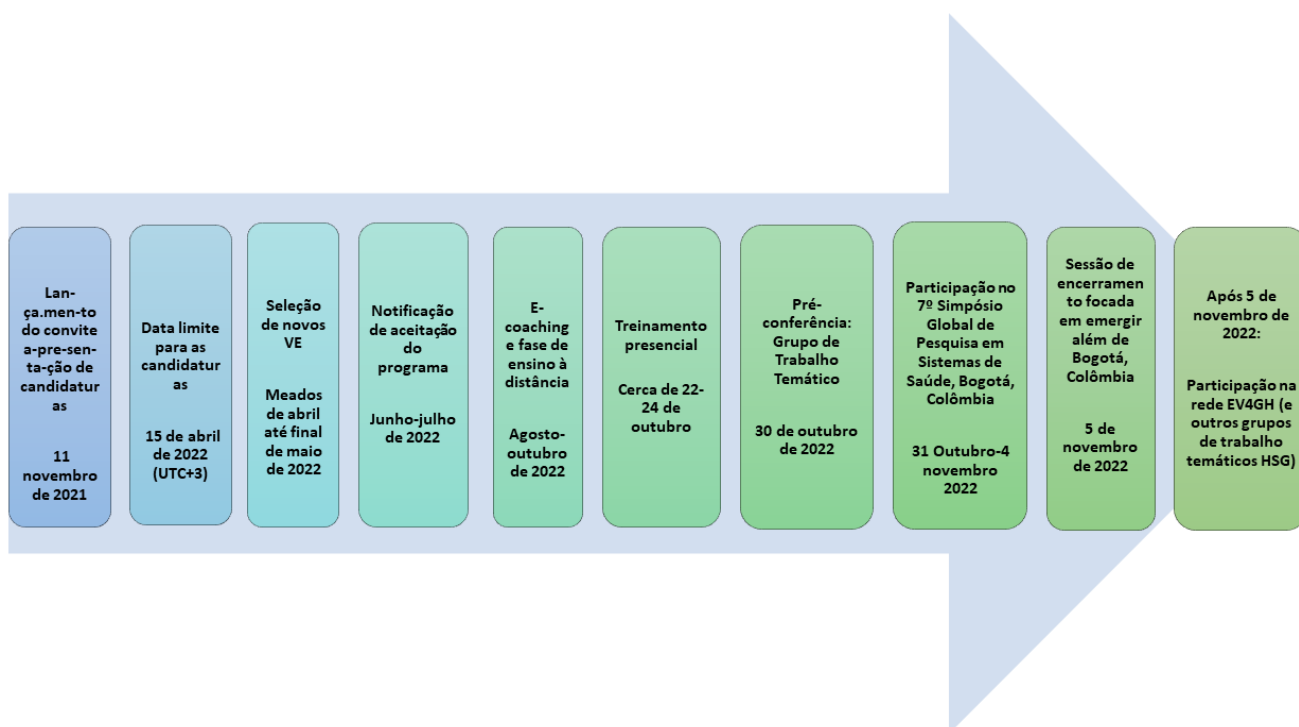 Lan-
ça.men-to
do convite
a-pre-sen-
ta-ção de
candidatur
as
11
novembro
de 2021
Data limite
para as
candidatur
as
15 de abril
de 2022
(UTC+3)
Seleção
de novos
VE
Meados
de abril
até final
de maio
de 2022
Notificação
de aceitação
do
programa
Junho-julho
de 2022
E-
coaching
e fase de
ensino à
distância
Agosto-
outubro
de 2022
Treinamento
presencial
Cerca de 22-
24 de
outubro
Pré-
conferência:
Grupo de
Trabalho
Temático
30 de outubro
de 2022
Participação no
7º Simpósio
Global de
Pesquisa em
Sistemas de
Saúde, Bogotá,
Colômbia
31 Outubro-4
novembro
2022
Sessão de
encerrame
nto focada
em emergir
além de
Bogotá,
Colômbia
5 de
novembro
de 2022
Após 5 de
novembro de
2022:
Participação na
rede EV4GH (e
outros grupos
de trabalho
temáticos HSG)